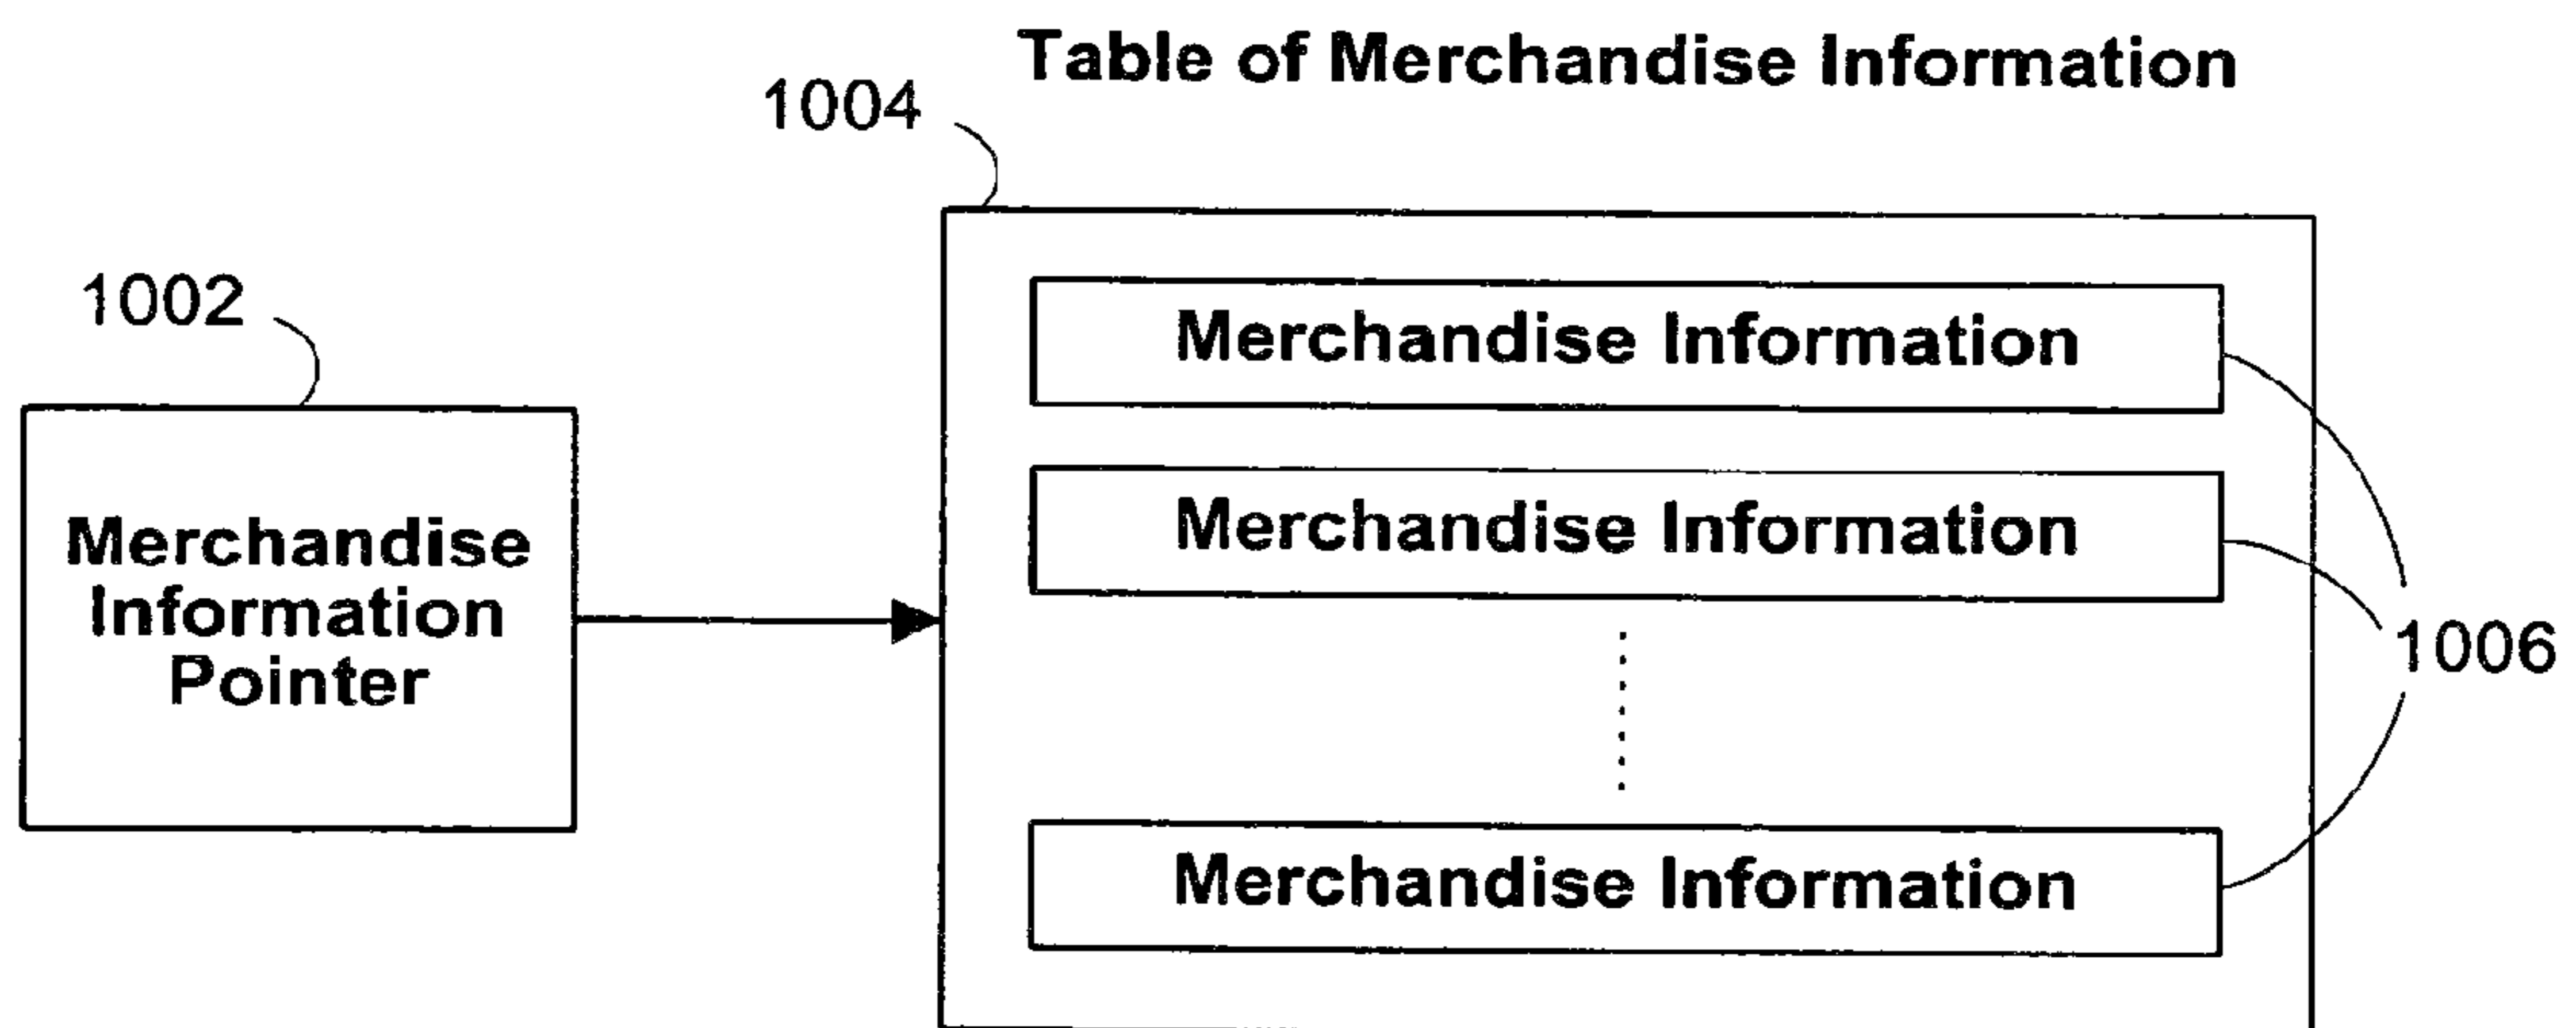 Table of Merchandise Information
1004
1002
Merchandise Information
Merchandise Information
Merchandise
Information
Pointer
1006
Merchandise Information